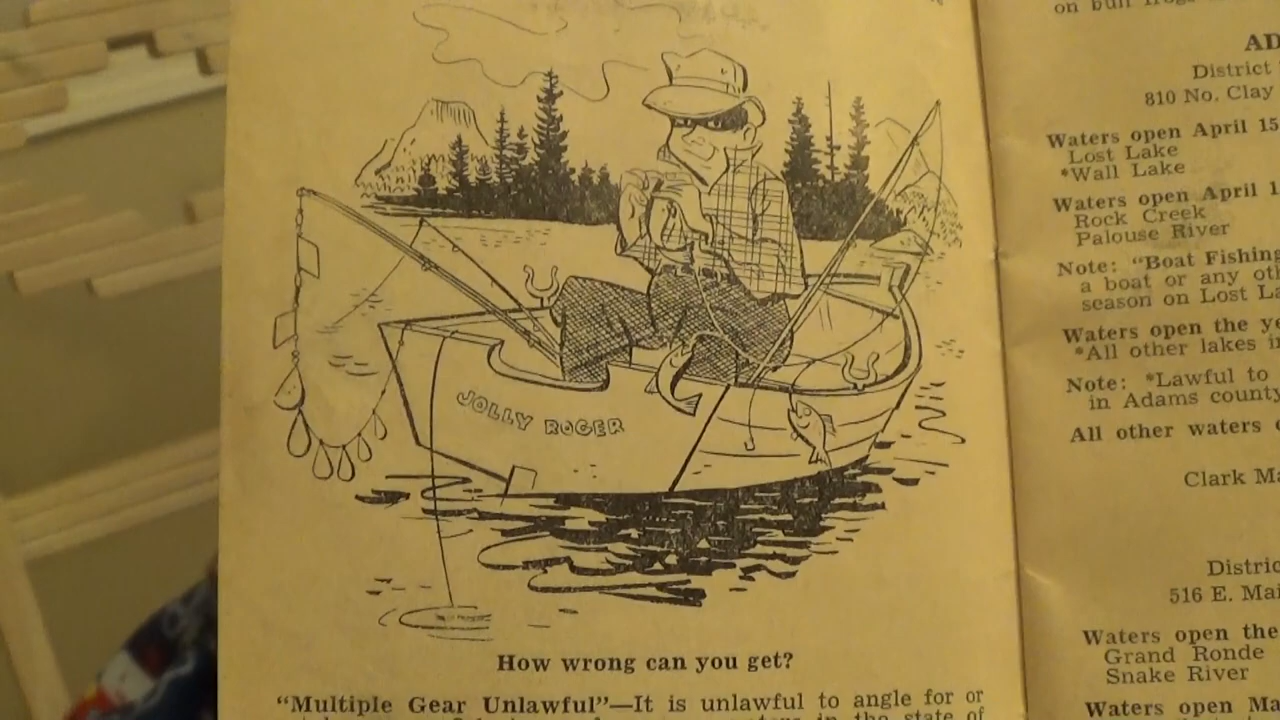 JOLLY ROGER
How wrong can you get?
“Multiple Gear Unlawful”—It is unlawful to angle for or
in the state of
on bull frogs
AD
District
810 No. Clay
Waters open April 15
Lost Lake
*Wall Lake
Waters open April 1
Rock Creek
Palouse River
Note: “Boat Fishing
a boat or any oth
season on Lost La
Waters open the ye
*All other lakes i
Note: *Lawful to
in Adams county
All other waters
Clark Ma
Distric
516 E. Mai
Waters open the
Grand Ronde
Snake River
Waters open Ma